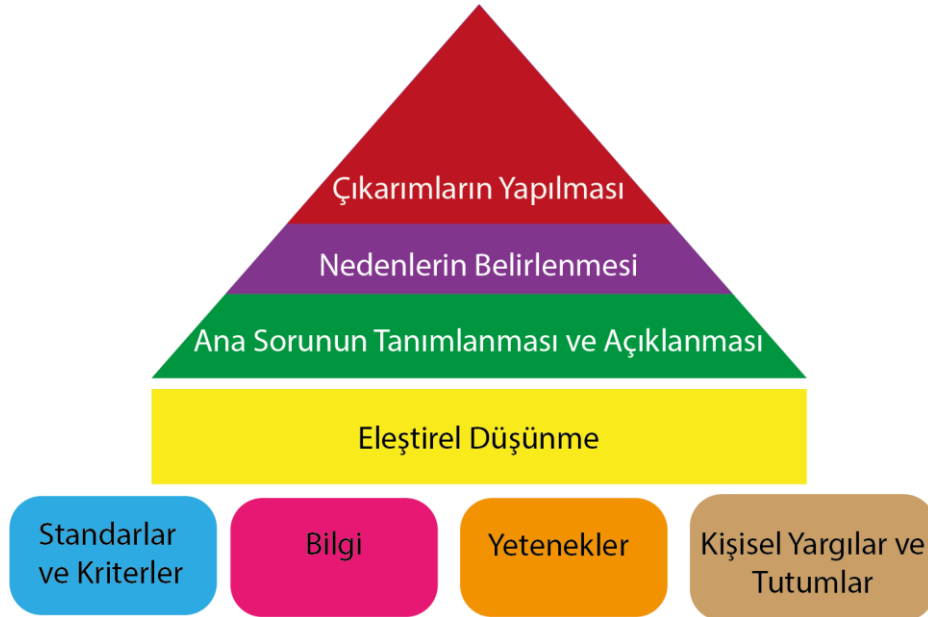 Çıkarımların Yapılması
Nedenlerin Belirlenmesi
Ana Sorunun Tanımlanması ve Açıklanması
Eleştirel Düşünme
Standarlar
ve Kriterler
Bilgi
Yetenekler
Kişisel Yargılar ve
Tutumlar